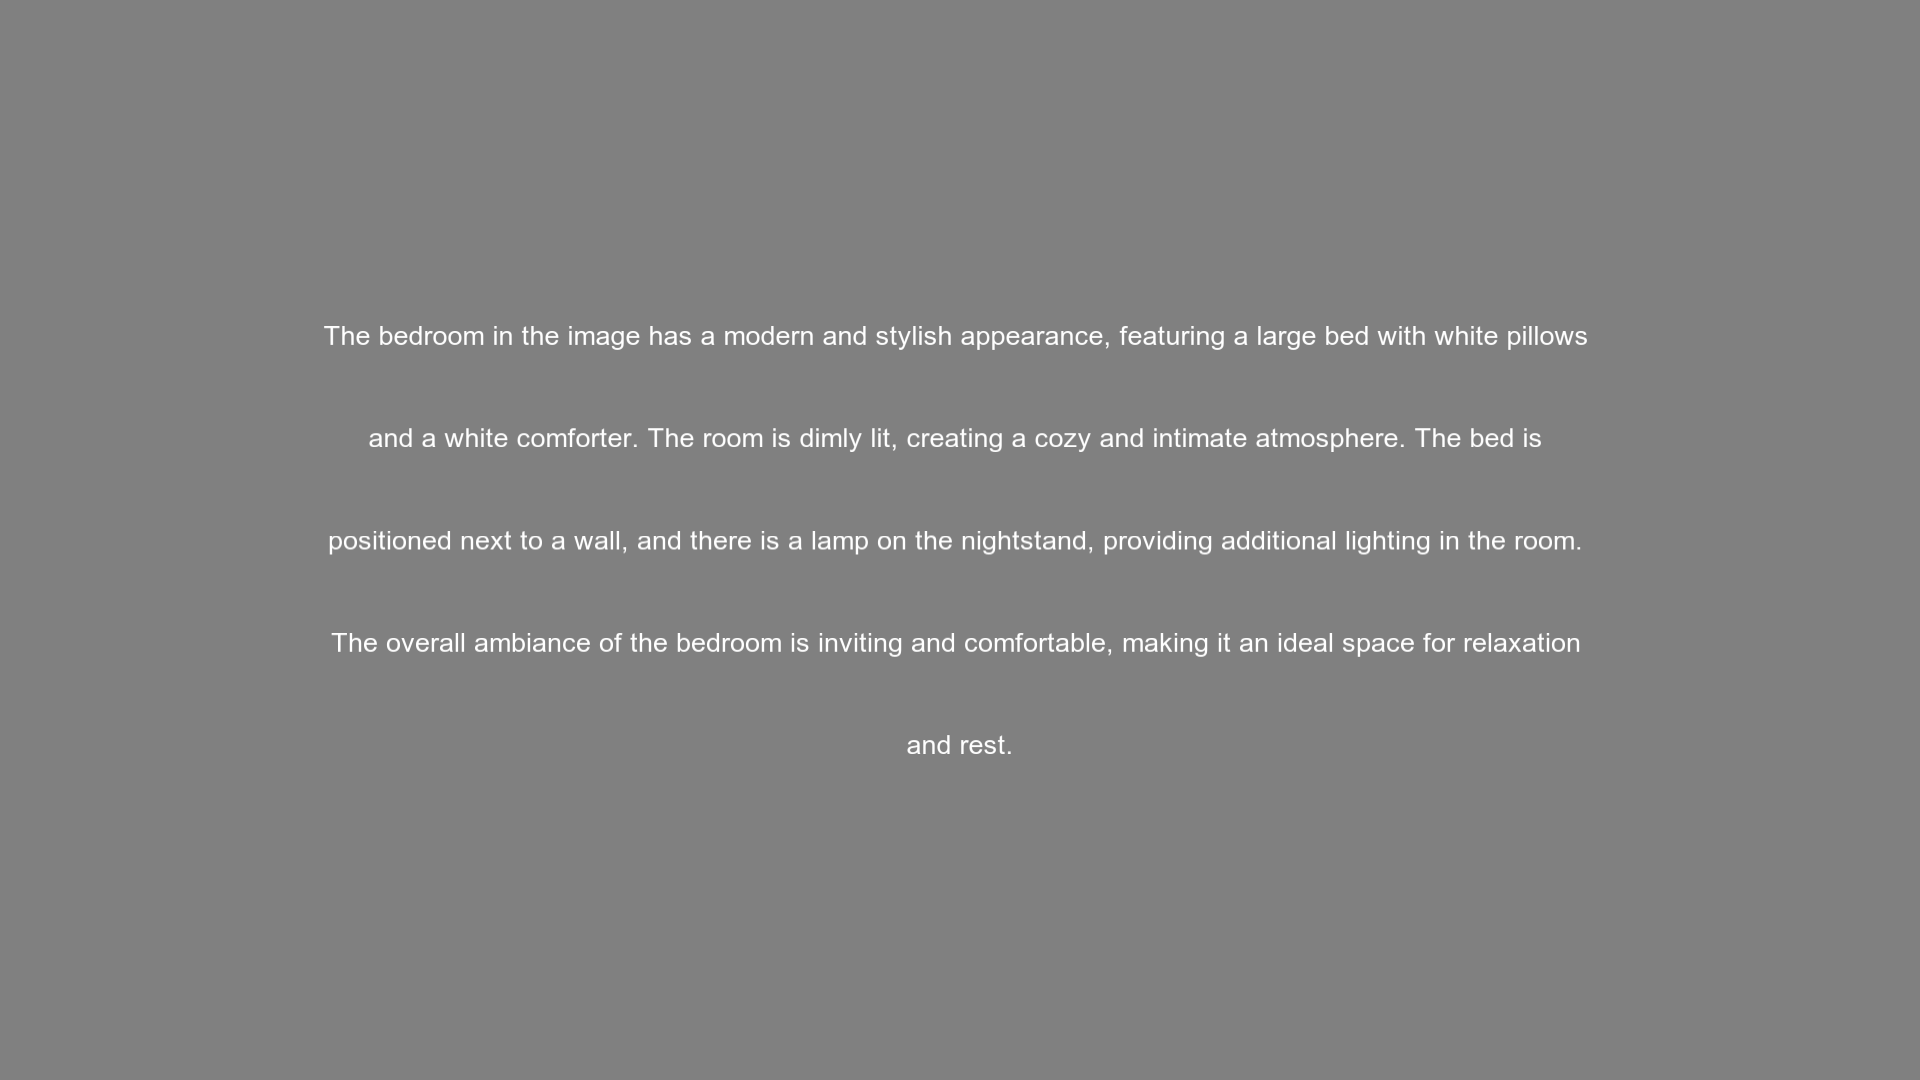 The bedroom in the image has a modern and stylish appearance, featuring a large bed with white pillows
and a white comforter. The room is dimly lit, creating a cozy and intimate atmosphere. The bed is
positioned next to a wall, and there is a lamp on the nightstand, providing additional lighting in the room.
The overall ambiance of the bedroom is inviting and comfortable, making it an ideal space for relaxation
and rest.